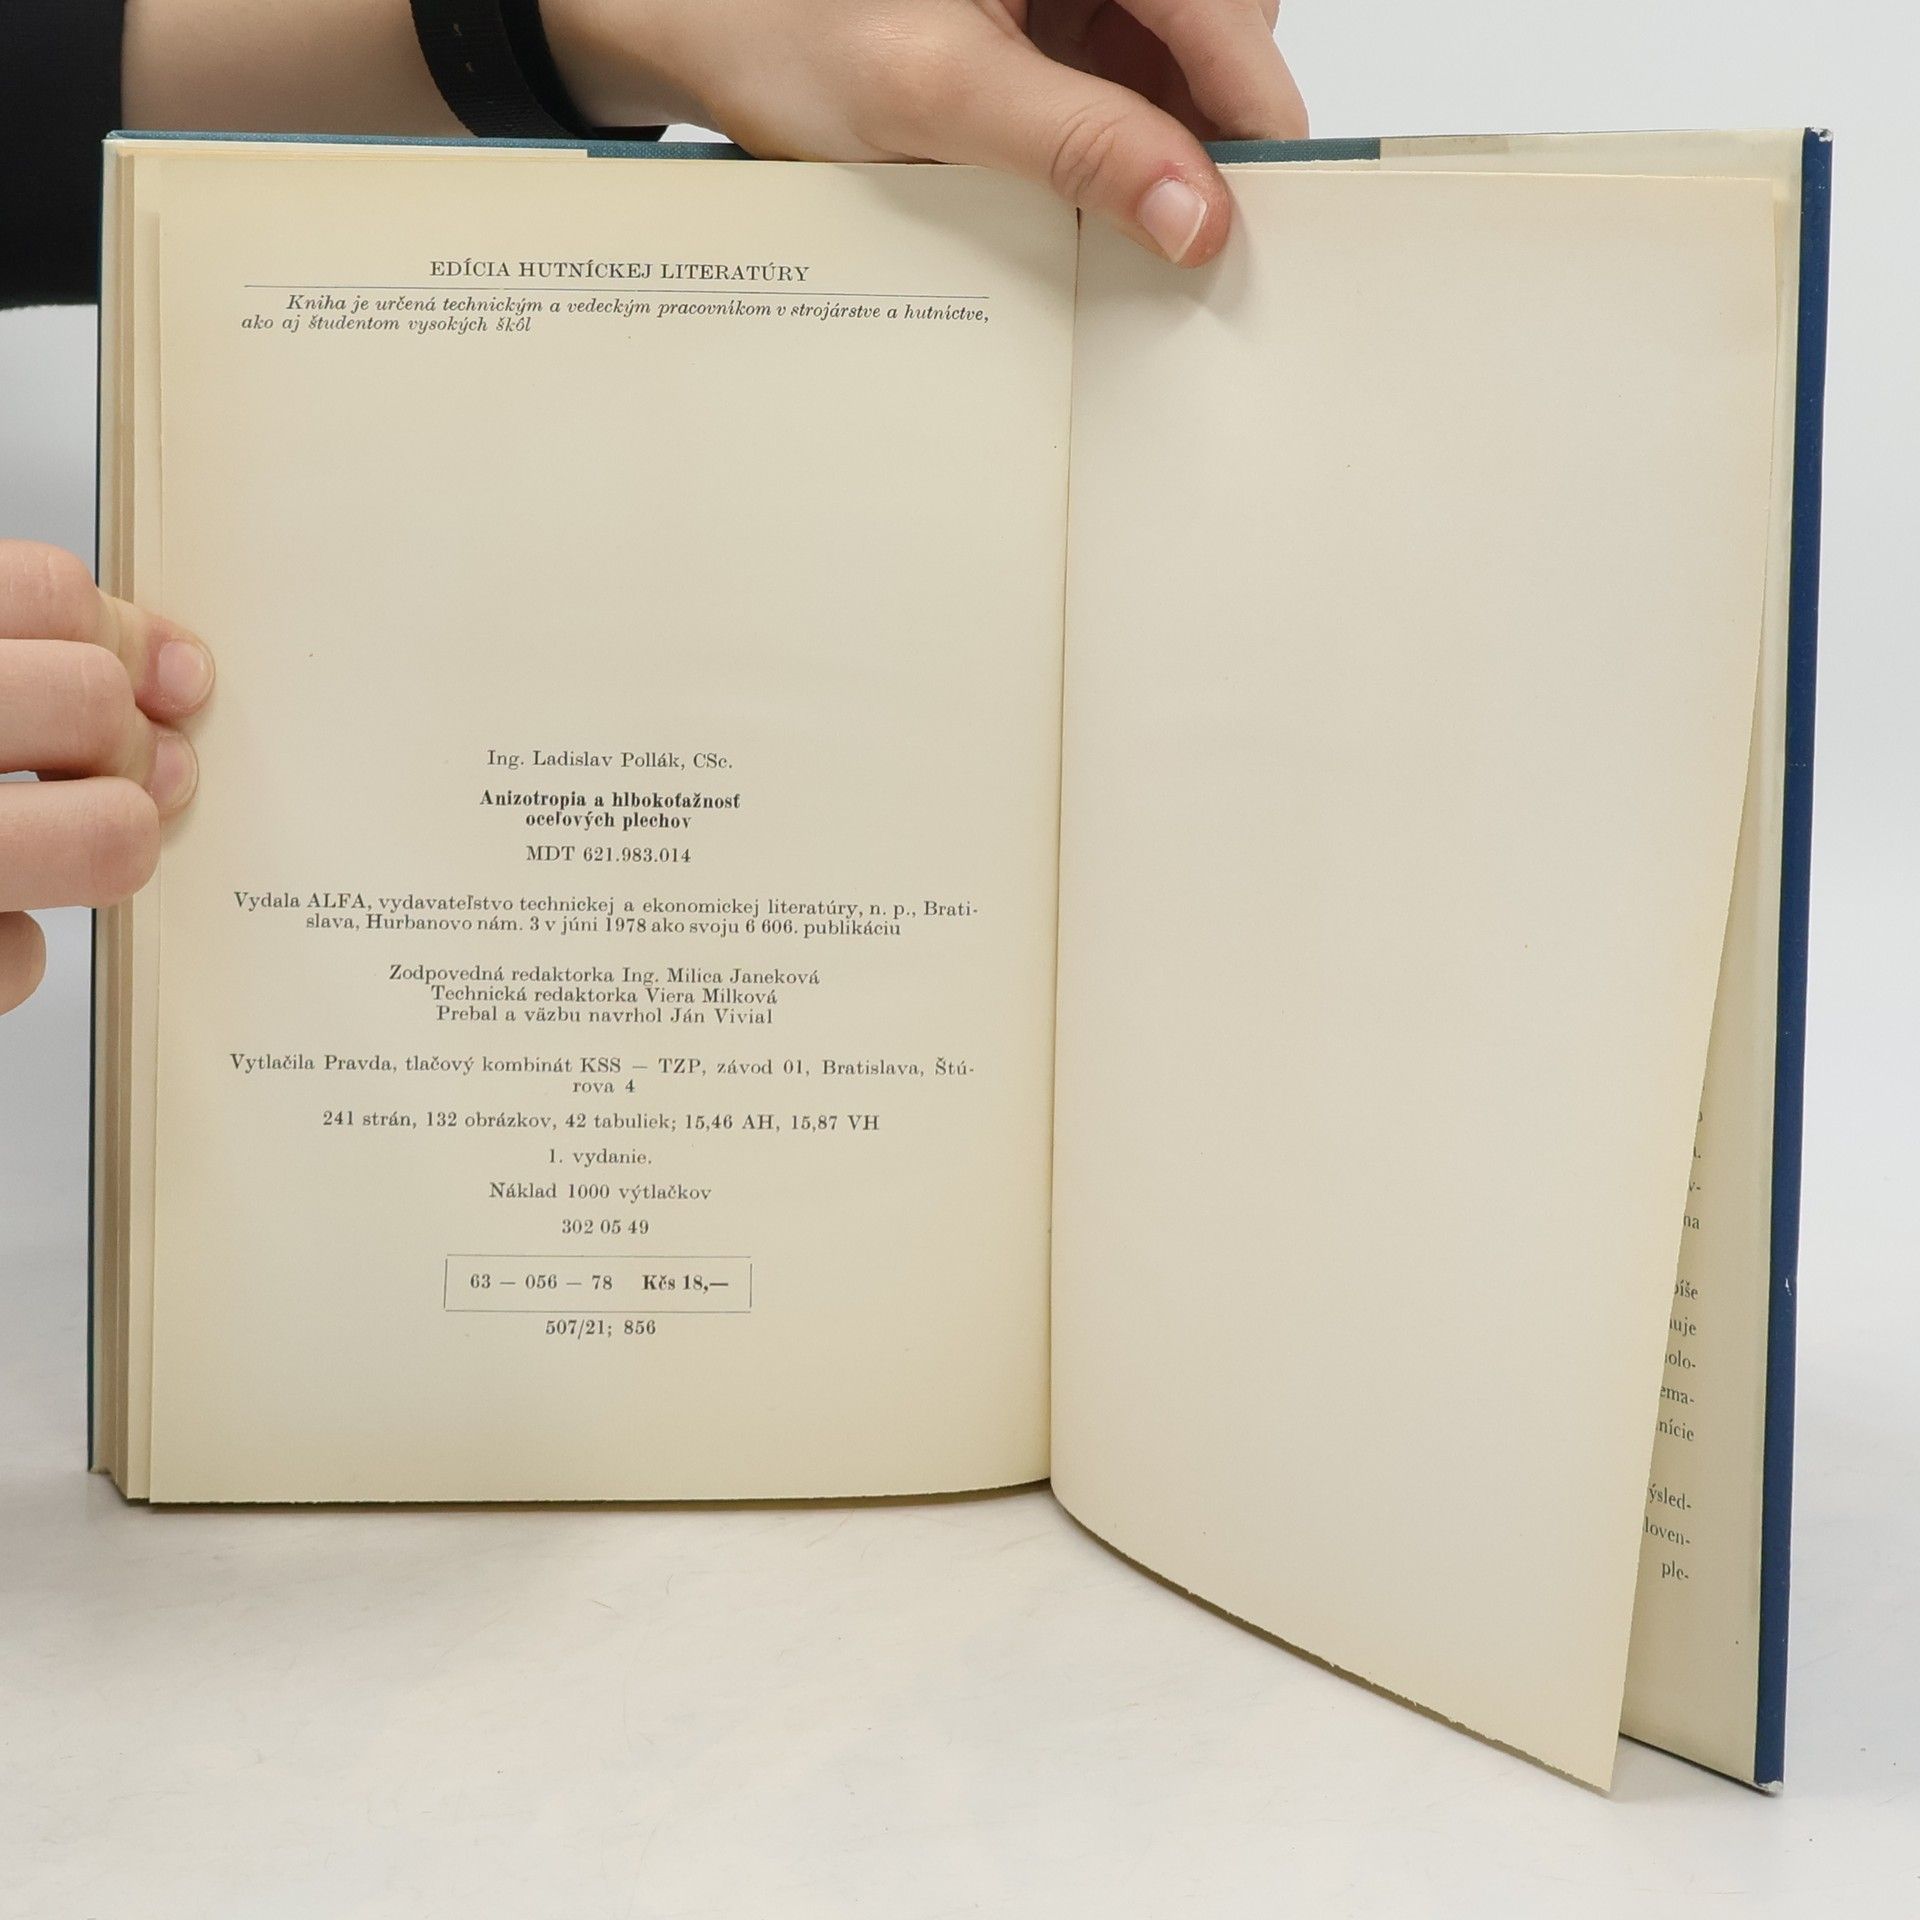 EDÍCIA HUTNÍCKEJ LITERATÚRY
Kniha je určená technickým a vedeckým pracovníkom v strojárstve a hutníctve,
ako aj študentom vysokých škôl
Ing. Ladislav Pollák, CSc.
Anizotropia a hlbokoťažnosť
oceľových plechov
MDT 621.983.014
Vydala ALFA, vydavateľstvo technickej a ekonomickej literatúry, n. p., Brati-
slava, Hurbanovo nám. 3 v júni 1978 ako svoju 6 606. publikáciu
Zodpovedná redaktorka Ing. Milica Janeková
Technická redaktorka Viera Milková
Prebal a väzbu navrhol Ján Vivial
Vytlačila Pravda, tlačový kombinát KSS — TZP, závod 01, Bratislava, Štú-
rova 4
241 strán, 132 obrázkov, 42 tabuliek; 15,46 AH, 15,87 VH
1. vydanie.
Náklad 1000 výtlačkov
302 05 49
63 — 056 — 78 Kčs 18,—
507/21; 856